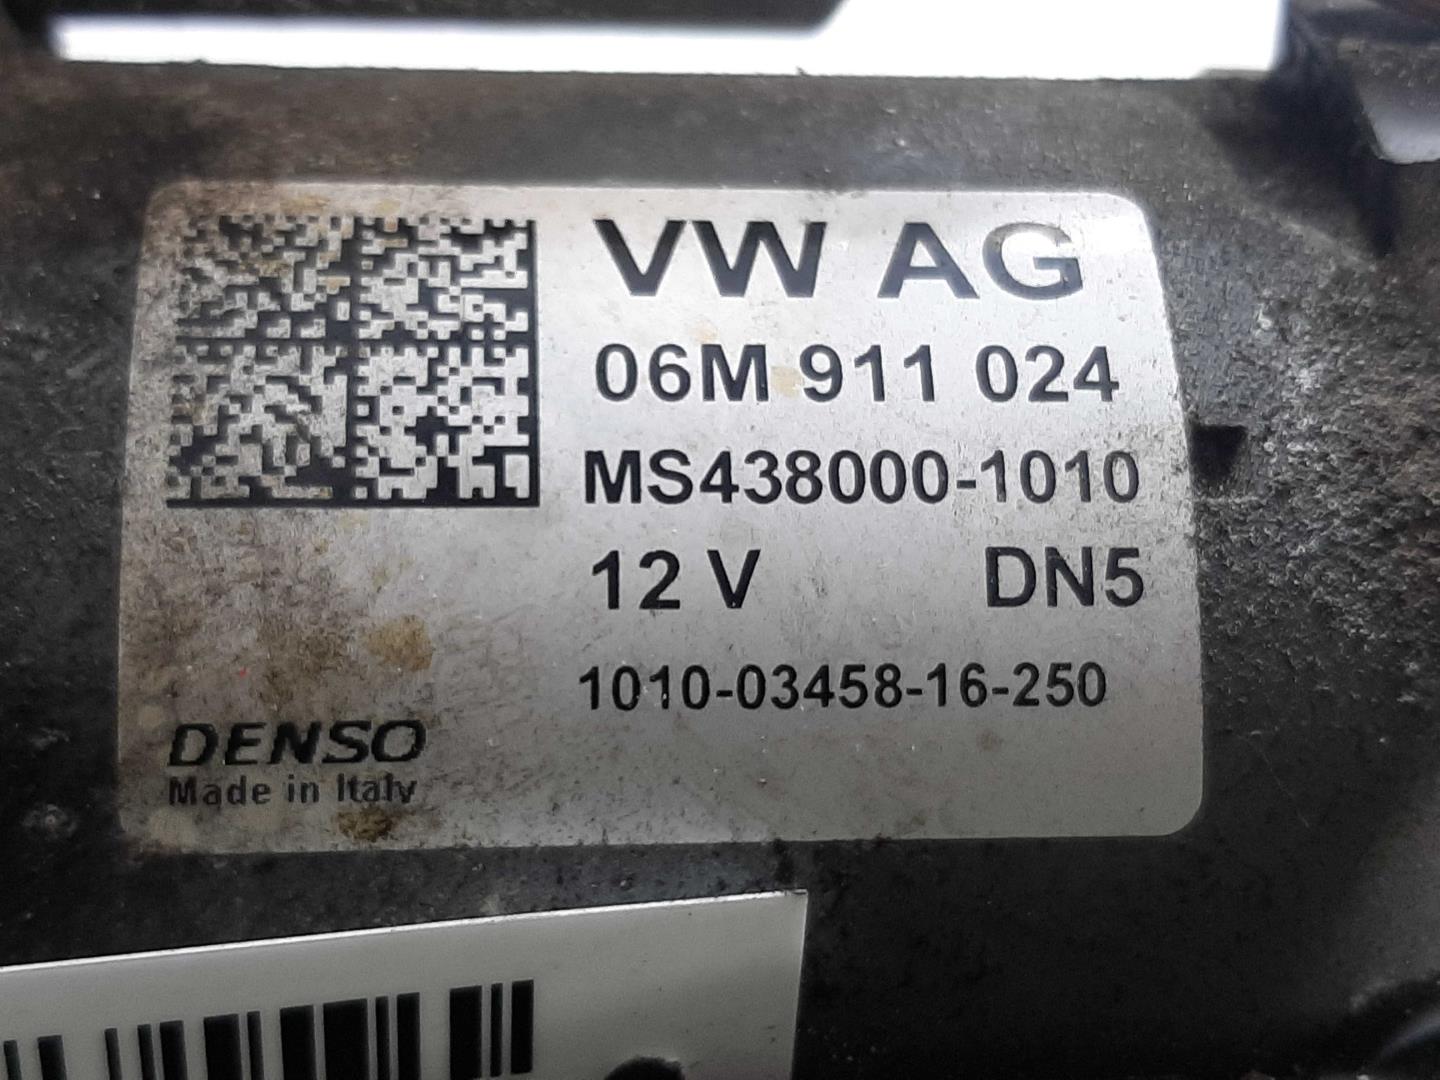 VW AG
06M 911 024
MS438000-1010
12 V DN5
1010-03458-16-250
DENSO
Made in Italy